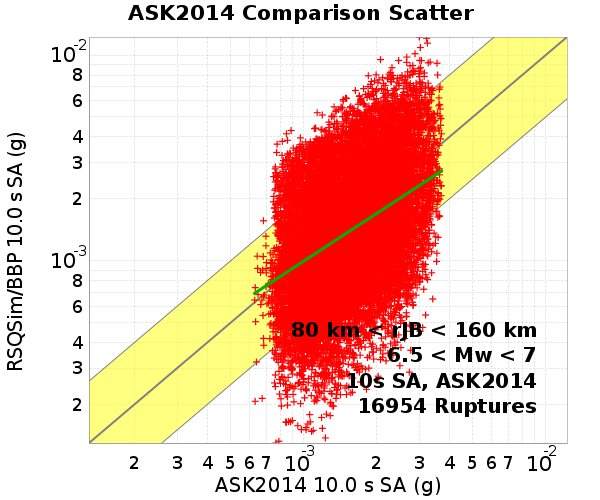 ASK2014 Comparison Scatter
RSQSim/BBP 10.0 s SA (g)
10-2
8
6
4
3
2
10-3
8
6
4
3
2
80 km < rJB < 160 km
6.5 < Mw < 7
10s SA, ASK2014
16954 Ruptures
2 3 4 5 6 7 10-3 2 3 4 5 6 7 10-2
ASK2014 10.0 s SA (g)